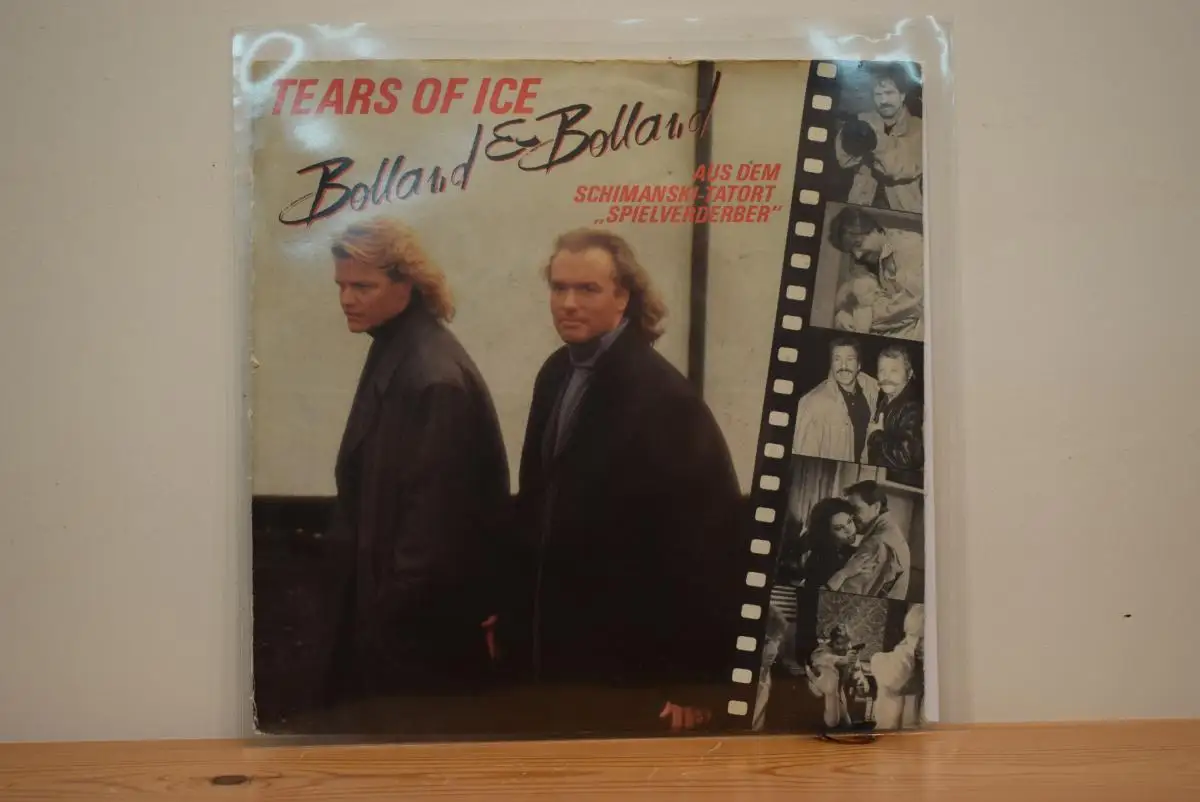 TEARS OF ICE
Bolland & Bolland
AUS DEM
SCHIMANSKI-TATORT
„SPIELVERDERBER“